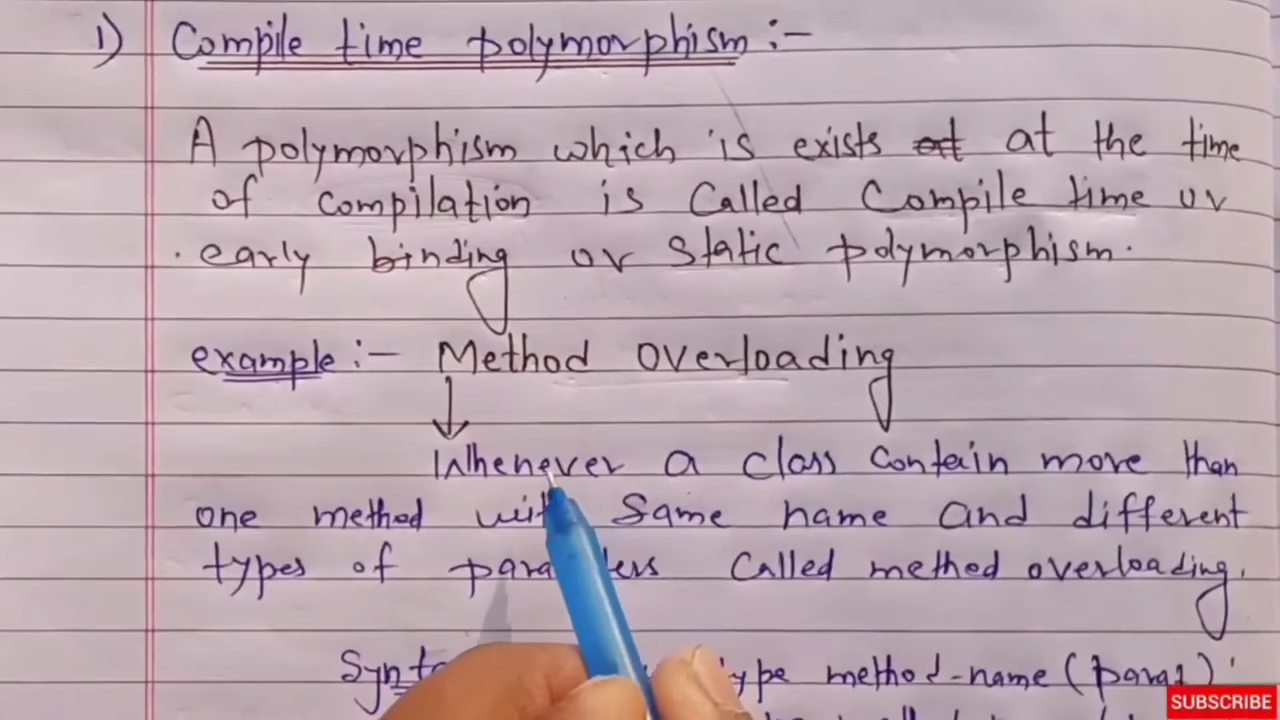 1) Compile time polymorphism :-
A polymorphism which is exists at at the time
of compilation is Called Compile time or
early binding or Static polymorphism.
example :- Method Overloading
Whenever a class contain more than
one method with Same name and different
types of Called method overloading.
method-name (para1)
SUBSCRIBE